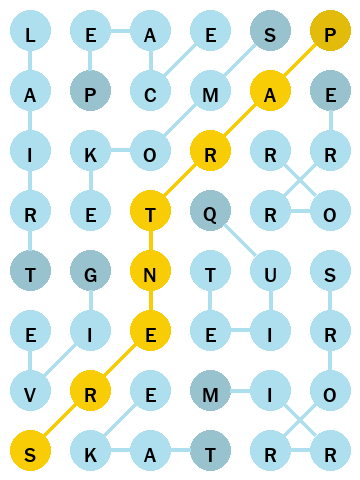 L E A E S P
A P C M A E
I K O R R R
R E T Q R O
T G N T U S
E I E E I R
V R E M I O
S K A T R R